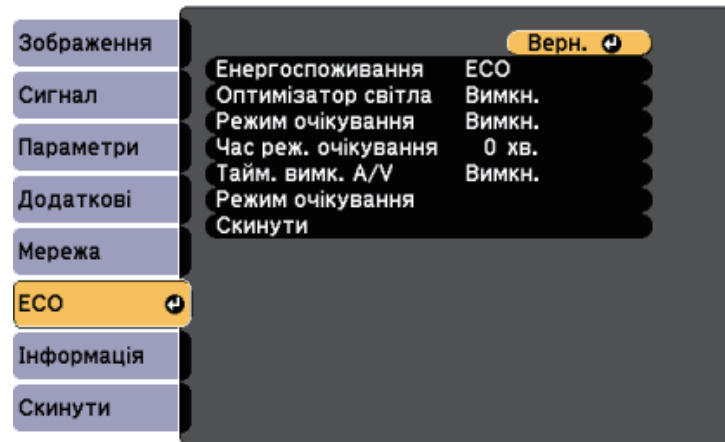 Зображення
Сигнал
Параметри
Додаткові
Мережа
ECO
Інформація
Скинути
Верн.
Енергоспоживання ECO
Оптимізатор світла Вимкн.
Режим очікування Вимкн.
Час реж. очікування 0 хв.
Тайм. вимк. A/V Вимкн.
Режим очікування
Скинути